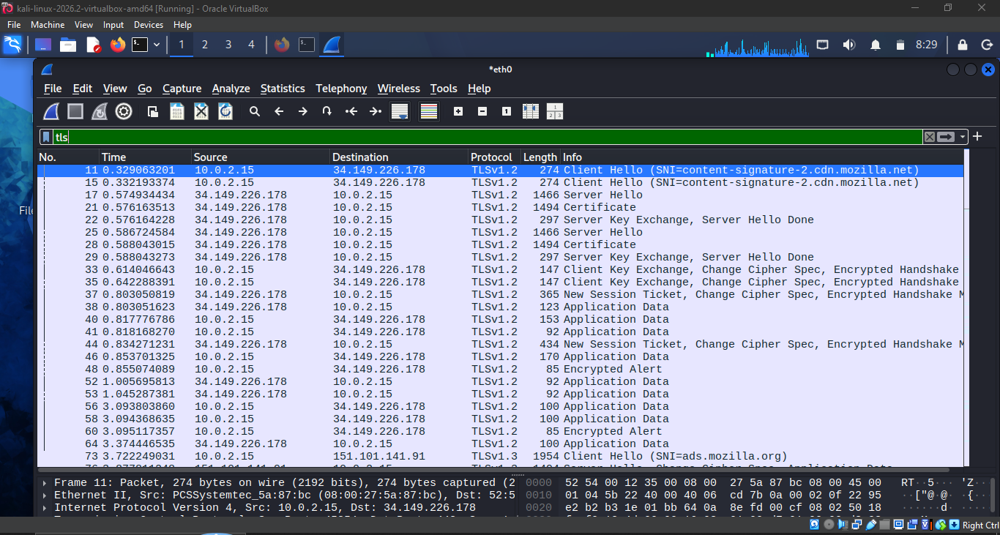 kali-linux-2026.2-virtualbox-amd64 [Running] - Oracle VirtualBox
File Machine View Input Devices Help
1 2 3 4 8:29
*eth0
File Edit View Go Capture Analyze Statistics Telephony Wireless Tools Help
tls
No. Time Source Destination Protocol Length Info
11 0.329063201 10.0.2.15 34.149.226.178 TLSv1.2 274 Client Hello (SNI=content-signature-2.cdn.mozilla.net)
15 0.332193374 10.0.2.15 34.149.226.178 TLSv1.2 274 Client Hello (SNI=content-signature-2.cdn.mozilla.net)
17 0.574934434 34.149.226.178 10.0.2.15 TLSv1.2 1466 Server Hello
21 0.576163513 34.149.226.178 10.0.2.15 TLSv1.2 1494 Certificate
22 0.576164228 34.149.226.178 10.0.2.15 TLSv1.2 297 Server Key Exchange, Server Hello Done
25 0.586724584 34.149.226.178 10.0.2.15 TLSv1.2 1466 Server Hello
28 0.588043015 34.149.226.178 10.0.2.15 TLSv1.2 1494 Certificate
29 0.588043273 34.149.226.178 10.0.2.15 TLSv1.2 297 Server Key Exchange, Server Hello Done
33 0.614046643 10.0.2.15 34.149.226.178 TLSv1.2 147 Client Key Exchange, Change Cipher Spec, Encrypted Handshake
35 0.642288391 10.0.2.15 34.149.226.178 TLSv1.2 147 Client Key Exchange, Change Cipher Spec, Encrypted Handshake
37 0.803050819 34.149.226.178 10.0.2.15 TLSv1.2 365 New Session Ticket, Change Cipher Spec, Encrypted Handshake M
38 0.803051623 34.149.226.178 10.0.2.15 TLSv1.2 123 Application Data
40 0.817776786 10.0.2.15 34.149.226.178 TLSv1.2 153 Application Data
41 0.818168270 10.0.2.15 34.149.226.178 TLSv1.2 92 Application Data
44 0.834271231 34.149.226.178 10.0.2.15 TLSv1.2 434 New Session Ticket, Change Cipher Spec, Encrypted Handshake M
46 0.853701325 10.0.2.15 34.149.226.178 TLSv1.2 170 Application Data
48 0.855074089 10.0.2.15 34.149.226.178 TLSv1.2 85 Encrypted Alert
52 1.005695813 34.149.226.178 10.0.2.15 TLSv1.2 92 Application Data
53 1.045287381 34.149.226.178 10.0.2.15 TLSv1.2 92 Application Data
56 3.093803860 10.0.2.15 34.149.226.178 TLSv1.2 100 Application Data
58 3.094368635 10.0.2.15 34.149.226.178 TLSv1.2 100 Application Data
60 3.095117357 10.0.2.15 34.149.226.178 TLSv1.2 85 Encrypted Alert
64 3.374446535 34.149.226.178 10.0.2.15 TLSv1.2 100 Application Data
73 3.722249031 10.0.2.15 151.101.141.91 TLSv1.3 1954 Client Hello (SNI=ads.mozilla.org)
Frame 11: Packet, 274 bytes on wire (2192 bits), 274 bytes captured (2 0000 52 54 00 12 35 00 08 00 27 5a 87 bc 08 00 45 00 RT··5··· 'Z····
Ethernet II, Src: PCSSystemtec_5a:87:bc (08:00:27:5a:87:bc), Dst: 52:5 0010 01 04 5b 22 40 00 40 06 cd 7b 0a 00 02 0f 22 95 ··["@·@· ·{····
Internet Protocol Version 4, Src: 10.0.2.15, Dst: 34.149.226.178 0020 e2 b2 b3 1e 01 bb 64 0a 8e fd 00 cf 08 02 50 18 ······d· ······
Right Ctrl